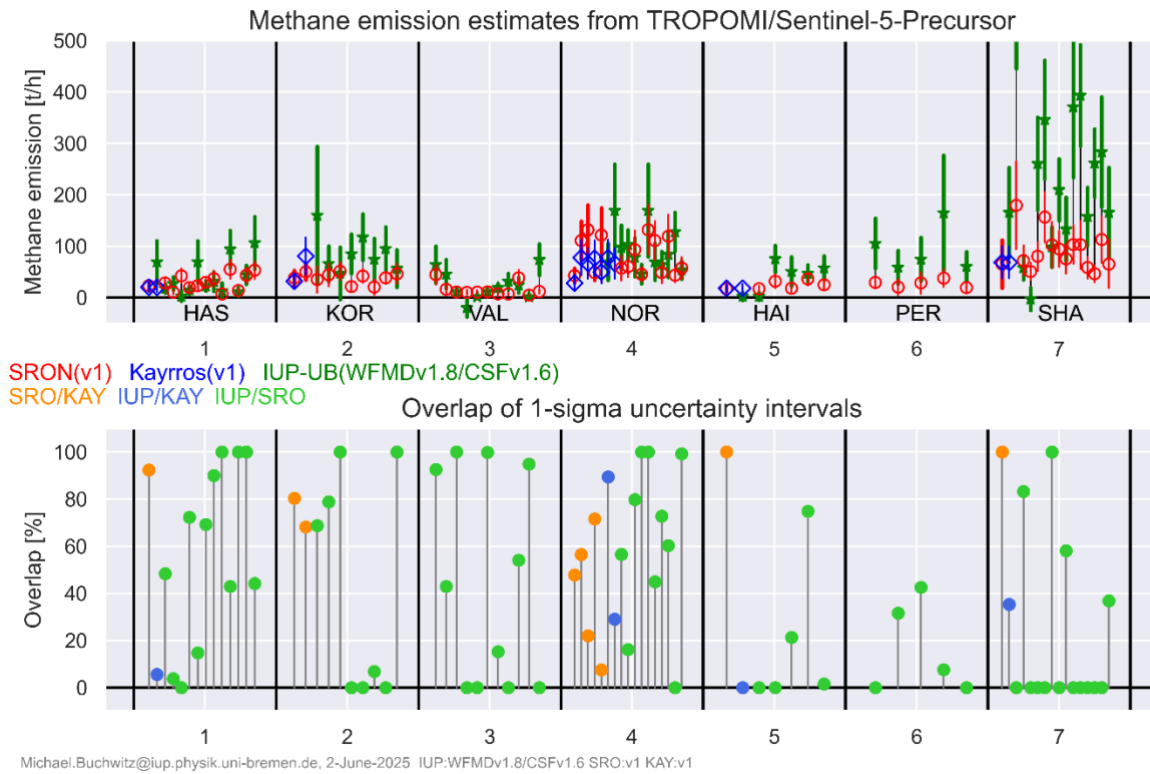 Methane emission estimates from TROPOMI/Sentinel-5-Precursor
Methane emission [t/h]
500
400
300
200
100
0
HAS KOR VAL NOR HAI PER SHA
1 2 3 4 5 6 7
SRON(v1) Kayrros(v1) IUP-UB(WFMDv1.8/CSFv1.6)
SRO/KAY IUP/KAY IUP/SRO
Overlap of 1-sigma uncertainty intervals
Overlap [%]
100
80
60
40
20
0
1 2 3 4 5 6 7
Michael.Buchwitz@iup.physik.uni-bremen.de, 2-June-2025 IUP:WFMDv1.8/CSFv1.6 SRO:v1 KAY:v1